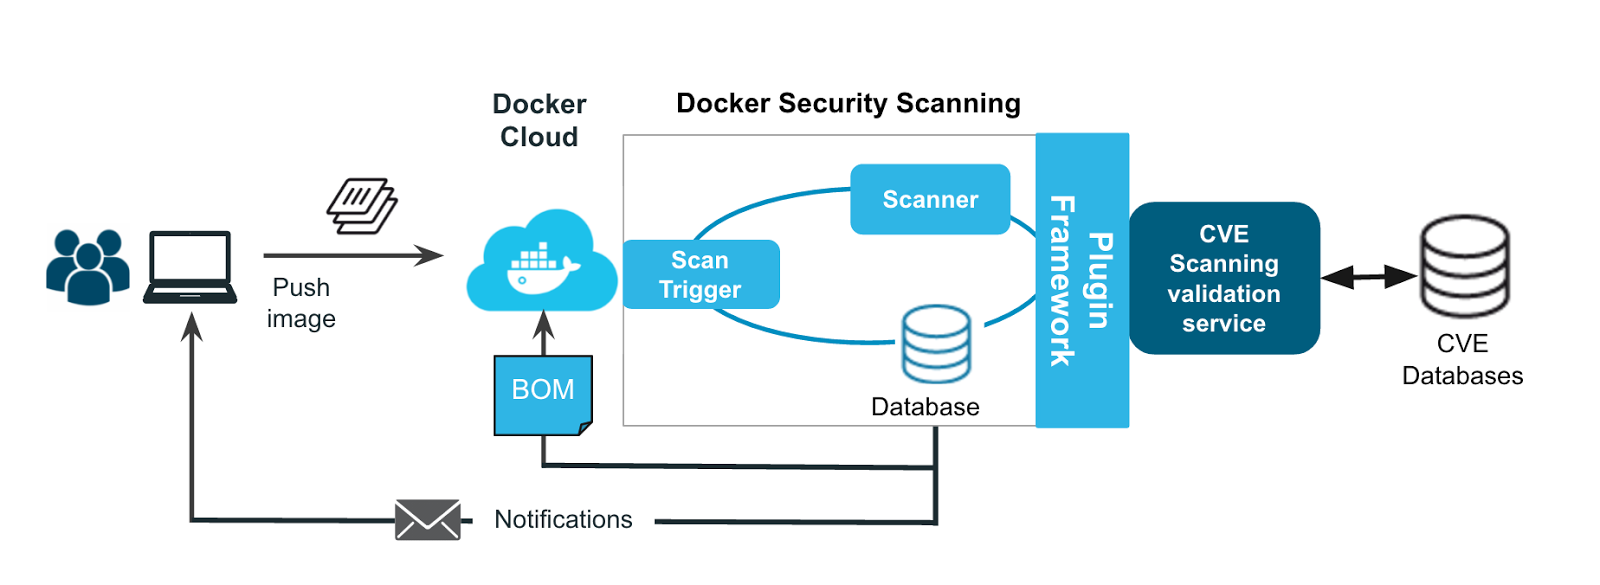 Docker
Cloud
Docker Security Scanning
Push
image
Scan
Trigger
Scanner
Database
Plugin
Framework
CVE
Scanning
validation
service
CVE
Databases
BOM
Notifications